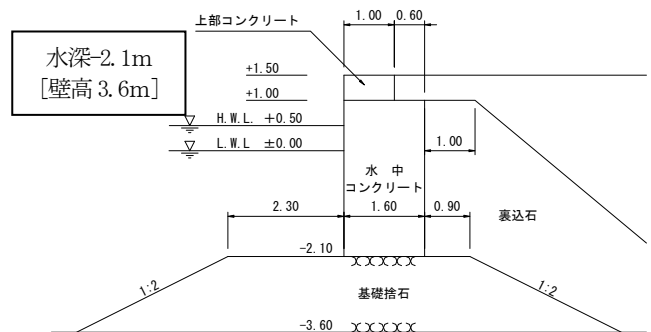 上部コンクリート
1.00 0.60
水深-2.1m
[壁高 3.6m]
+1.50
+1.00
H.W.L. +0.50
L.W.L ±0.00
1.00
水 中
コンクリート
2.30 1.60 0.90
裏込石
-2.10
1:2
基礎捨石
1:2
-3.60